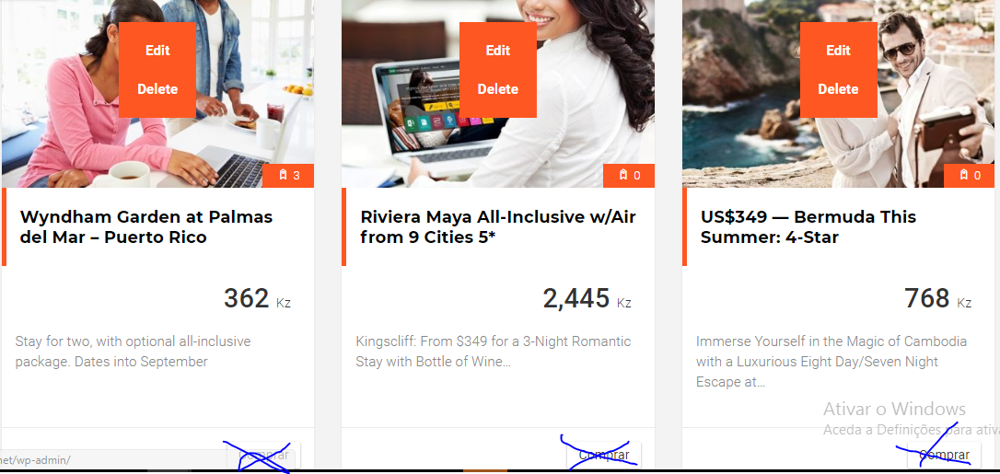 Edit
Delete
3
Wyndham Garden at Palmas
del Mar – Puerto Rico
362 Kz
Stay for two, with optional all-inclusive
package. Dates into September
Comprar
Edit
Delete
0
Riviera Maya All-Inclusive w/Air
from 9 Cities 5*
2,445 Kz
Kingscliff: From $349 for a 3-Night Romantic
Stay with Bottle of Wine...
Comprar
Edit
Delete
0
US$349 — Bermuda This
Summer: 4-Star
768 Kz
Immerse Yourself in the Magic of Cambodia
with a Luxurious Eight Day/Seven Night
Escape at...
Comprar
Ativar o Windows
Aceda a Definições para ativa
net/wp-admin/